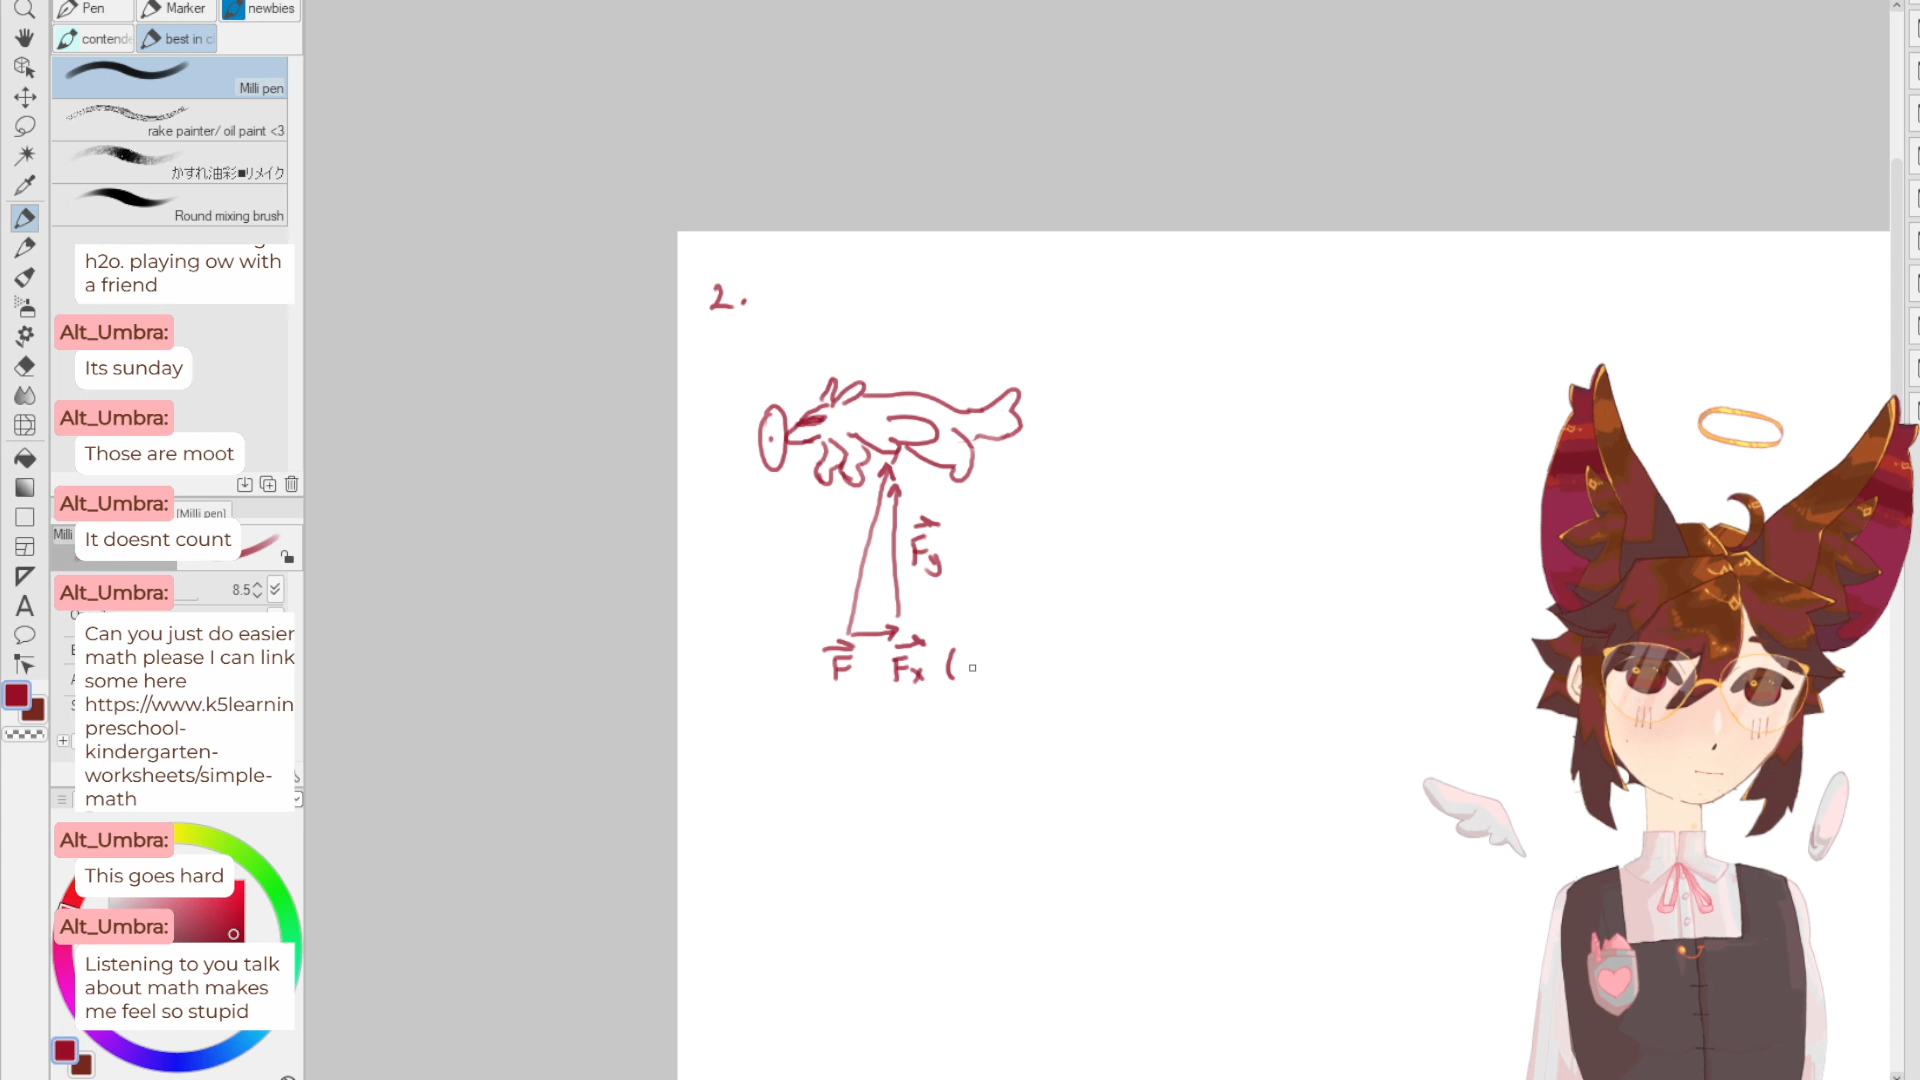 Pen
Marker
newbies
contend
best in c
Milli pen
rake painter/ oil paint <3
かすれ油彩■リメイク
Round mixing brush
h2o. playing ow with
a friend
Alt_Umbra:
Its sunday
Alt_Umbra:
Those are moot
Alt_Umbra:
[Milli pen]
Milli
It doesnt count
Alt_Umbra:
8.5
Can you just do easier
math please I can link
some here
https://www.k5learnin
preschool-
kindergarten-
worksheets/simple-
math
Alt_Umbra:
This goes hard
Alt_Umbra:
Listening to you talk
about math makes
me feel so stupid
2.
Fy
F
Fx (